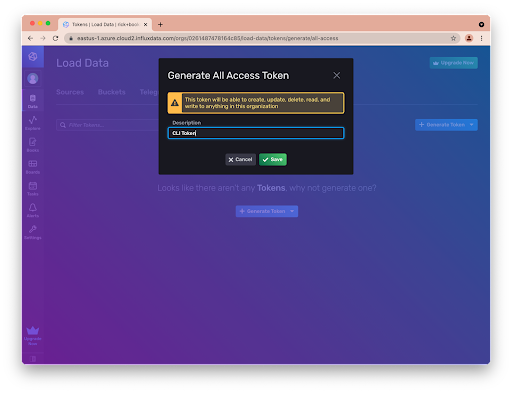 Tokens | Load Data | rick+boo
eastus-1.azure.cloud2.influxdata.com/orgs/0261487478164c85/load-data/tokens/generate/all-access
Load Data
Upgrade Now
Sources
Buckets
Teleg
Generate All Access Token
This token will be able to create, update, delete, read, and
write to anything in this organization
Description
CLI Token
Cancel
Save
Filter Tokens...
Generate Token
Looks like there aren't any Tokens, why not generate one?
Generate Token
Data
Explore
Books
Boards
Tasks
Alerts
Settings
Upgrade
Now